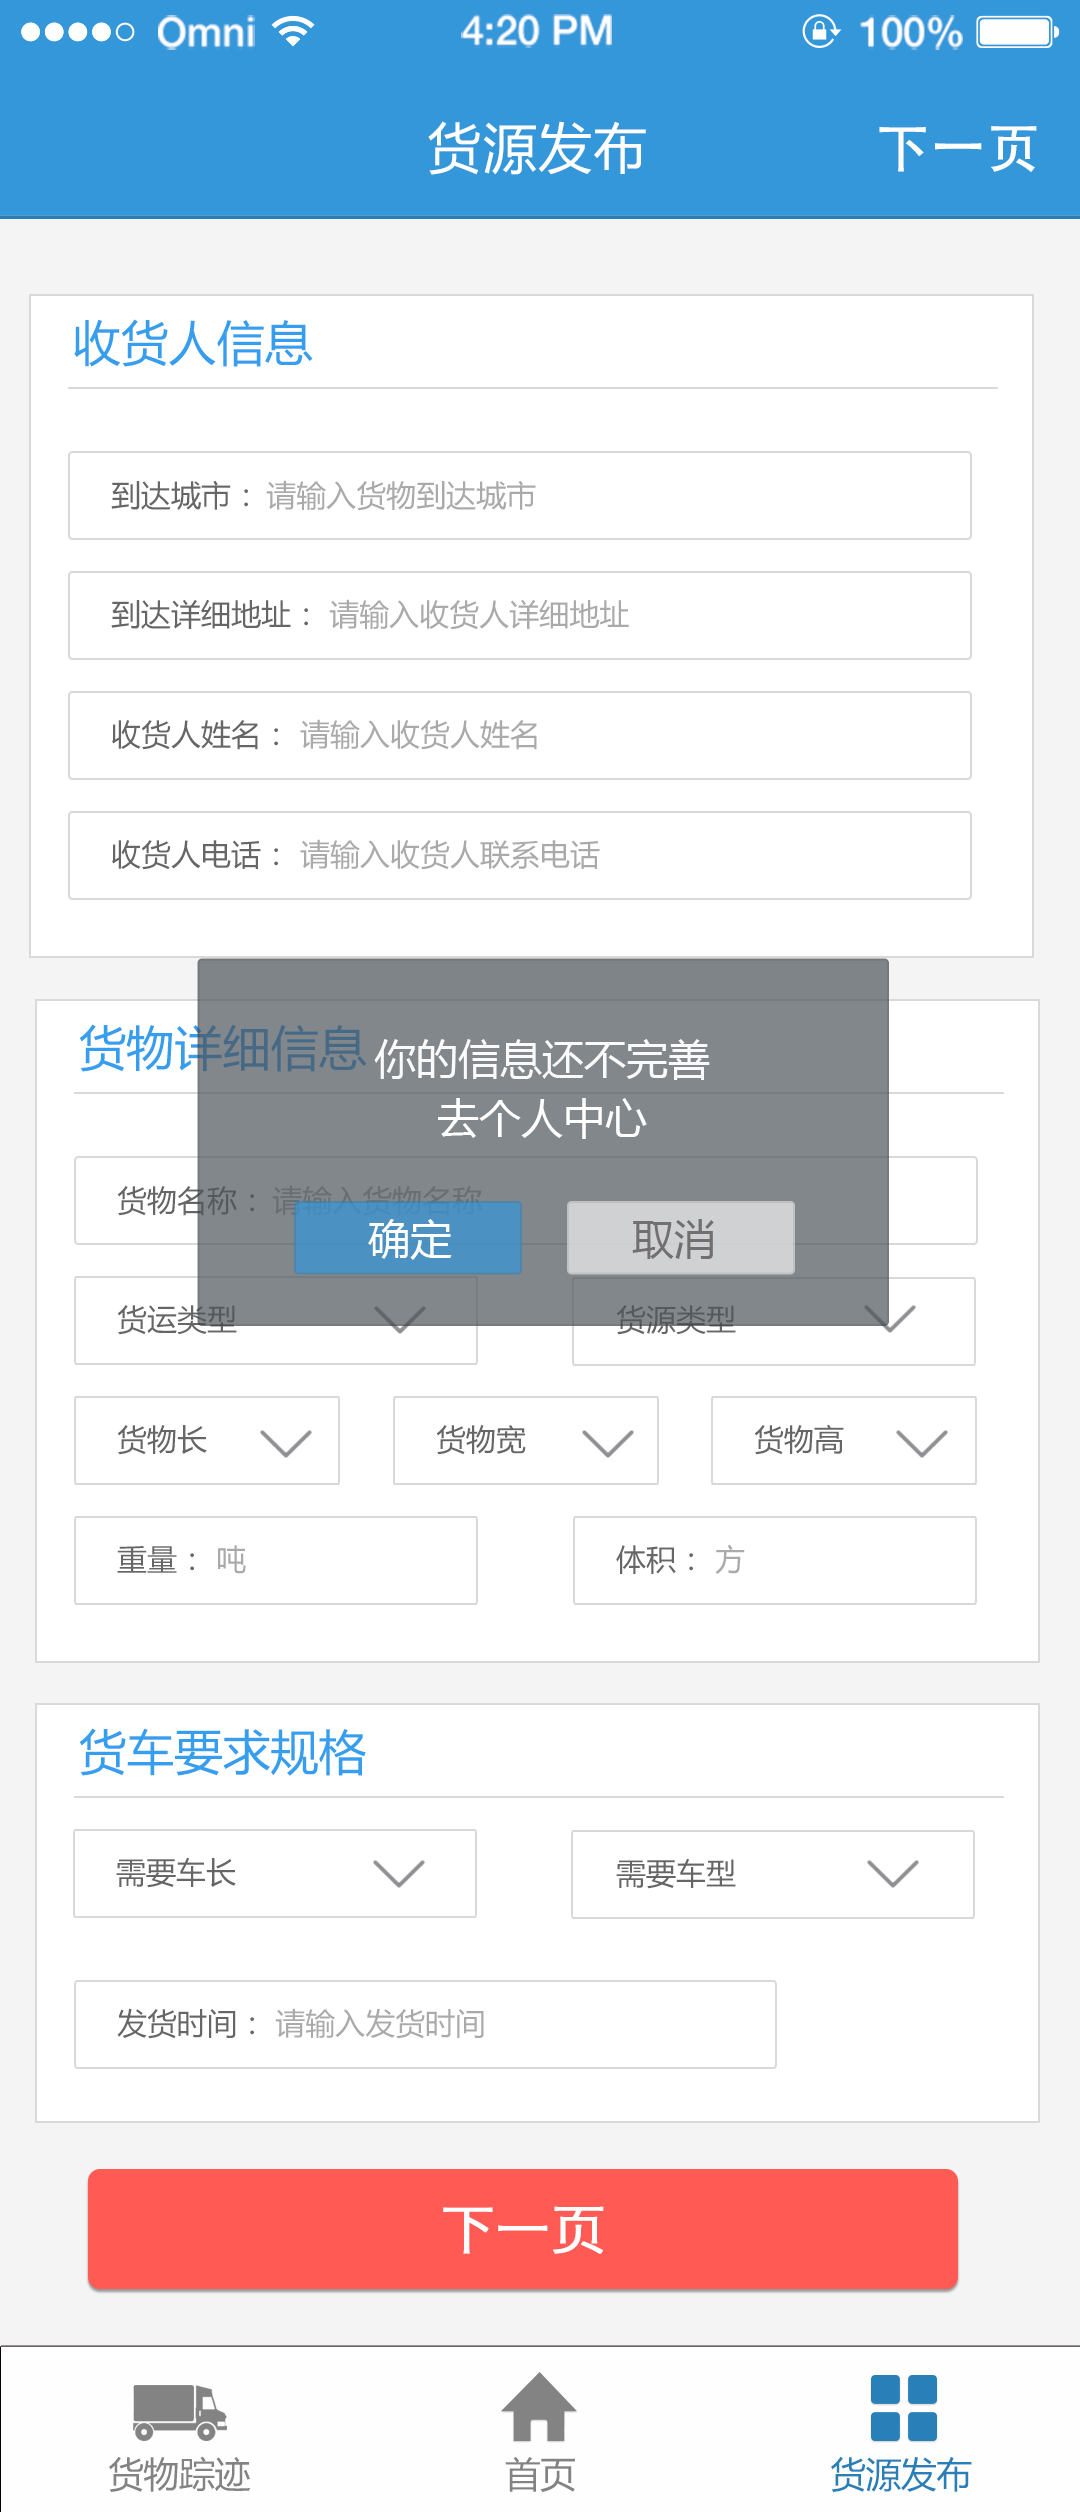 Omni 4:20 PM 100%
货源发布 下一页
收货人信息
到达城市： 请输入货物到达城市
到达详细地址： 请输入收货人详细地址
收货人姓名： 请输入收货人姓名
收货人电话： 请输入收货人联系电话
货物详细信息
你的信息还不完善
去个人中心
货物名称： 请输入货物名称
确定 取消
货运类型 货源类型
货物长 货物宽 货物高
重量： 吨 体积： 方
货车要求规格
需要车长 需要车型
发货时间： 请输入发货时间
下一页
货物踪迹 首页 货源发布